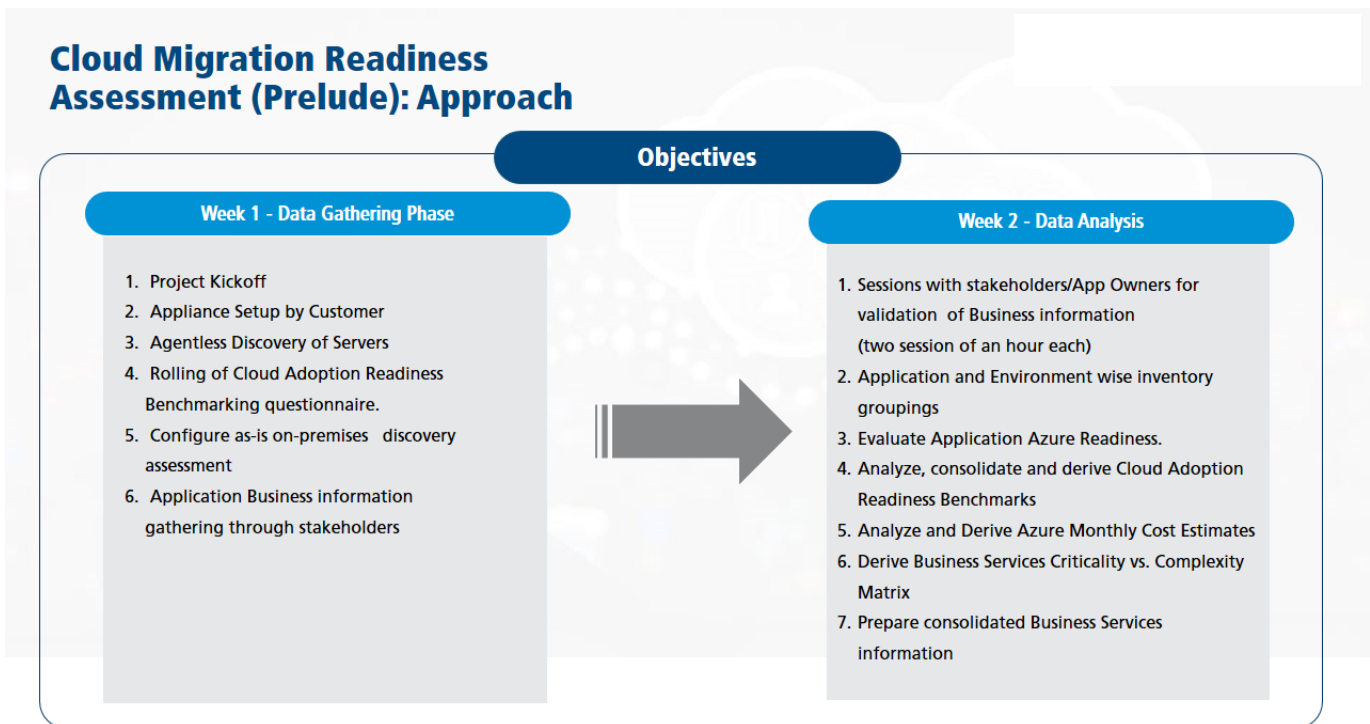 Cloud Migration Readiness
Assessment (Prelude): Approach
Objectives
Week 1 - Data Gathering Phase
1. Project Kickoff
2. Appliance Setup by Customer
3. Agentless Discovery of Servers
4. Rolling of Cloud Adoption Readiness
Benchmarking questionnaire.
5. Configure as-is on-premises discovery
assessment
6. Application Business information
gathering through stakeholders
Week 2 - Data Analysis
1. Sessions with stakeholders/App Owners for
validation of Business information
(two session of an hour each)
2. Application and Environment wise inventory
groupings
3. Evaluate Application Azure Readiness.
4. Analyze, consolidate and derive Cloud Adoption
Readiness Benchmarks
5. Analyze and Derive Azure Monthly Cost Estimates
6. Derive Business Services Criticality vs. Complexity
Matrix
7. Prepare consolidated Business Services
information